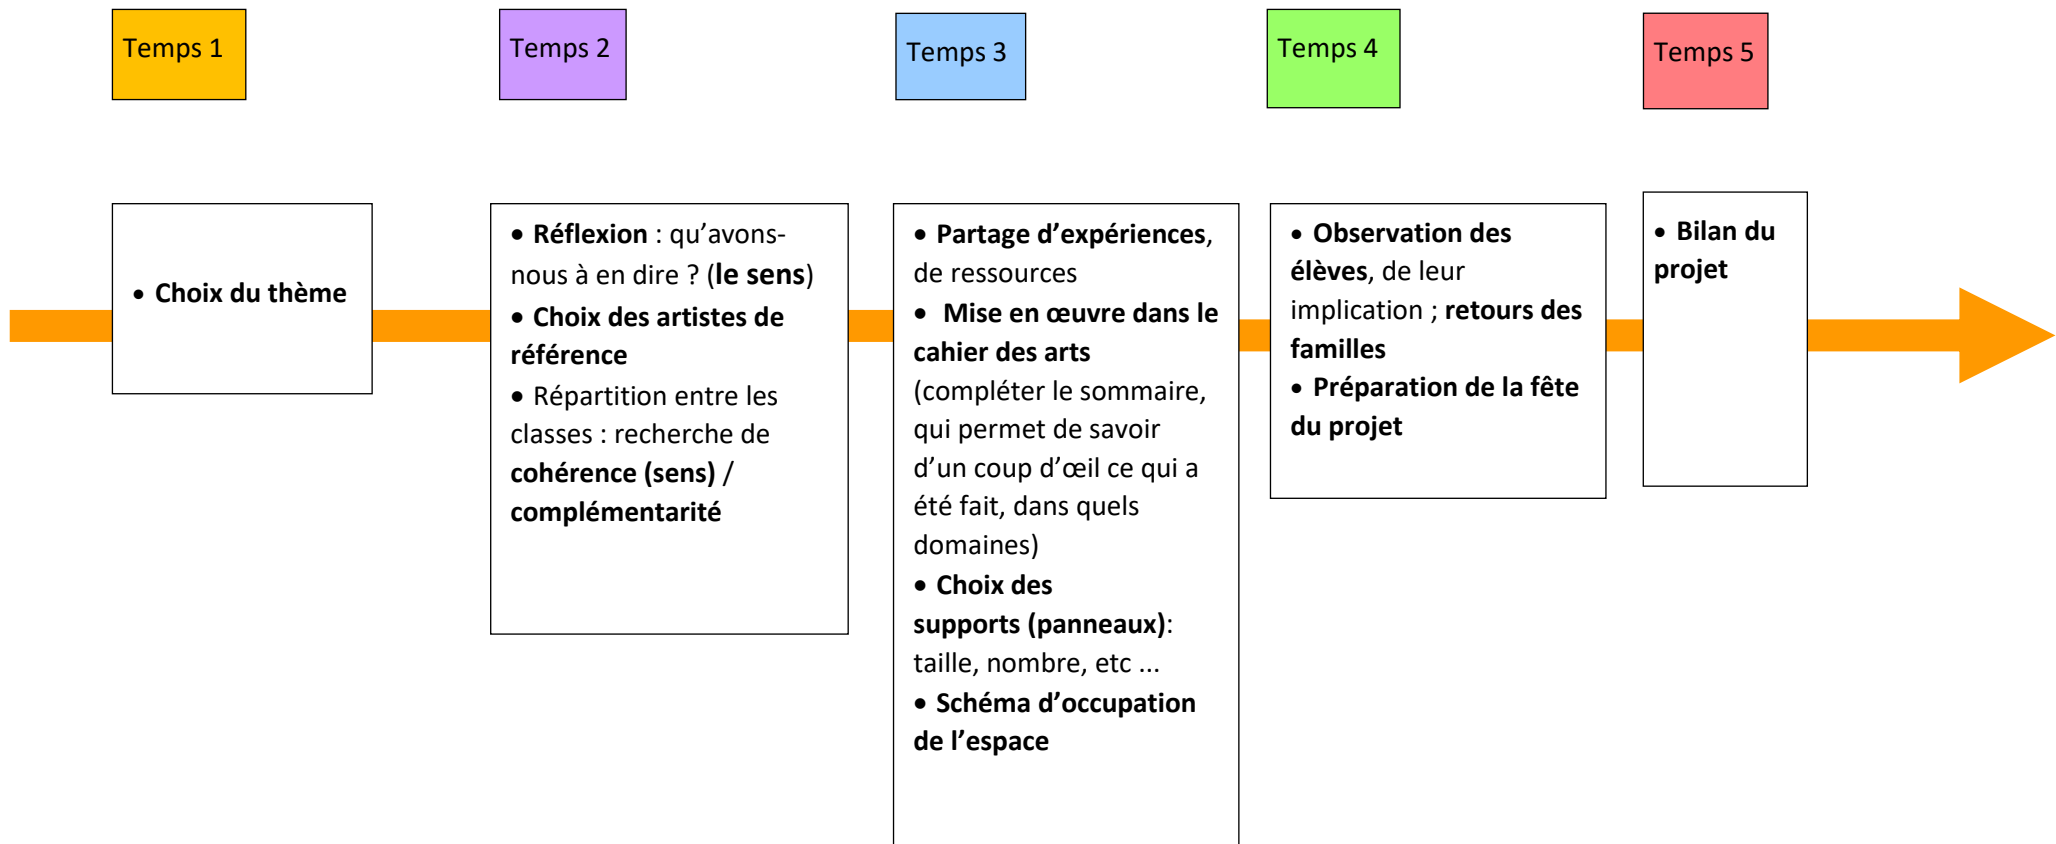 Temps 1
Temps 2
Temps 3
Temps 4
Temps 5
• Choix du thème
• Réflexion : qu’avons-
nous à en dire ? (le sens)
• Choix des artistes de
référence
• Répartition entre les
classes : recherche de
cohérence (sens) /
complémentarité
• Partage d’expériences,
de ressources
• Mise en œuvre dans le
cahier des arts
(compléter le sommaire,
qui permet de savoir
d’un coup d’œil ce qui a
été fait, dans quels
domaines)
• Choix des
supports (panneaux):
taille, nombre, etc ...
• Schéma d’occupation
de l’espace
• Observation des
élèves, de leur
implication ; retours des
familles
• Préparation de la fête
du projet
• Bilan du
projet